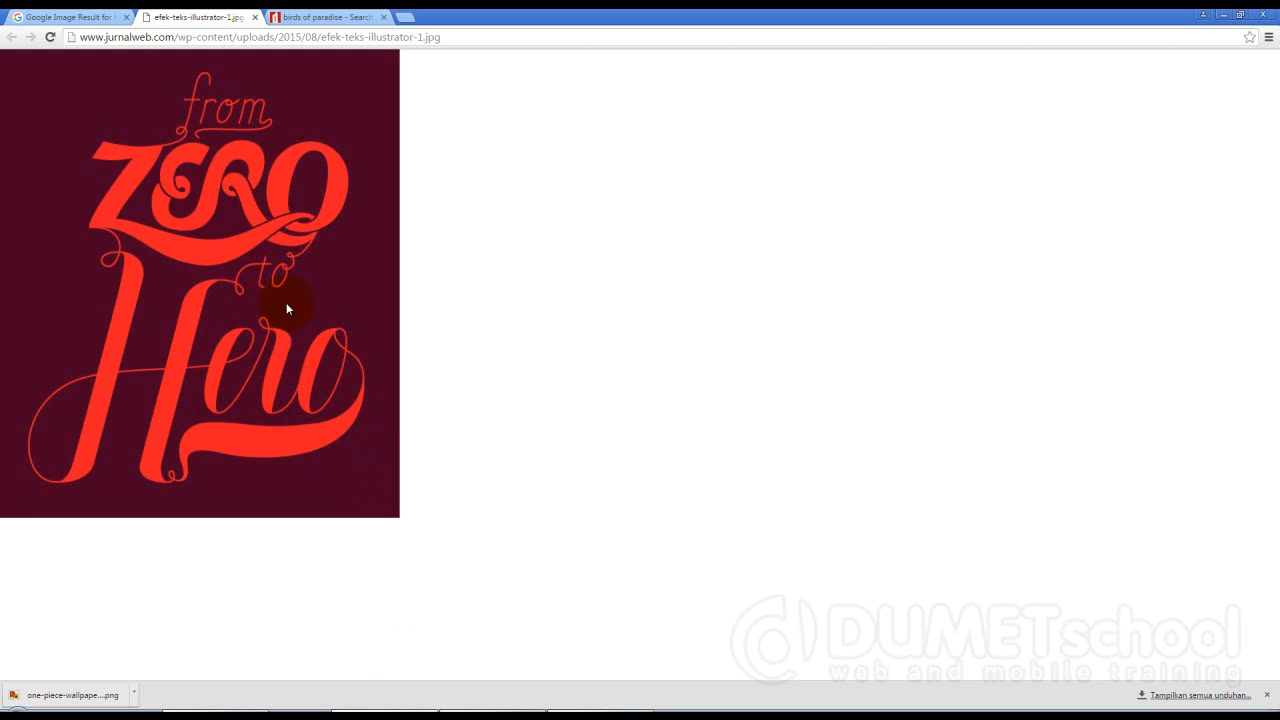 Google Image Result for
efek-teks-illustrator-1.jpg
birds of paradise - Search
www.jurnalweb.com/wp-content/uploads/2015/08/efek-teks-illustrator-1.jpg
from
ZERO
to
Hero
DUMETschool
web and mobile training
one-piece-wallpape....png
Tampilkan semua unduhan...